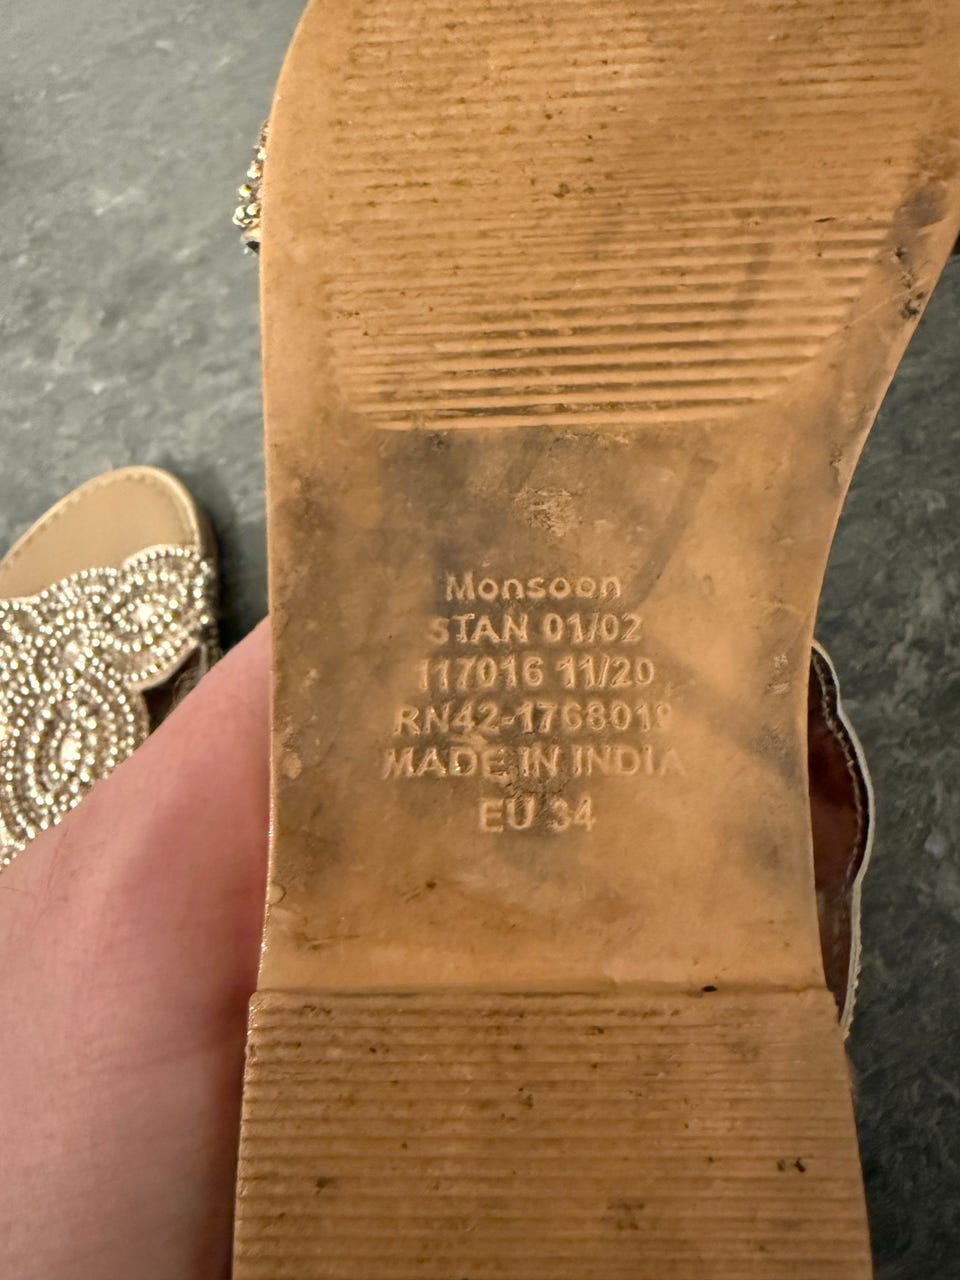 Monsoon
STAN 01/02
117016 11/20
RN42-1768019
MADE IN INDIA
EU 34